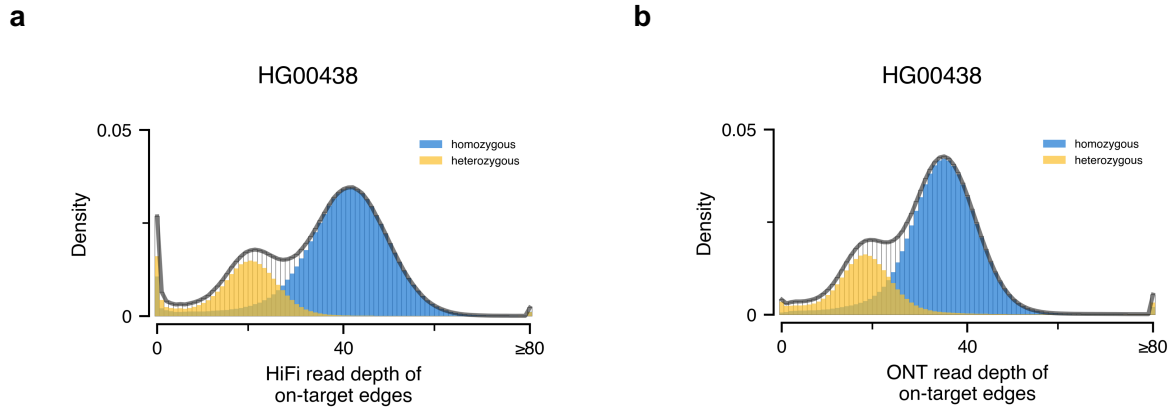 a
HG00438
0.05
0
Density
homozygous
heterozygous
0
40
≥80
HiFi read depth of
on-target edges
b
HG00438
0.05
0
Density
homozygous
heterozygous
0
40
≥80
ONT read depth of
on-target edges